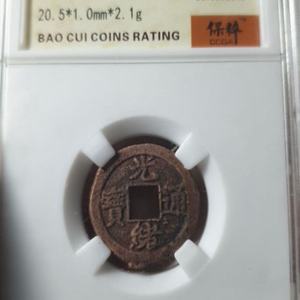 20.5*1.0mm*2.1g
BAO CUI COINS RATING
保粹
光
寶 通
緒